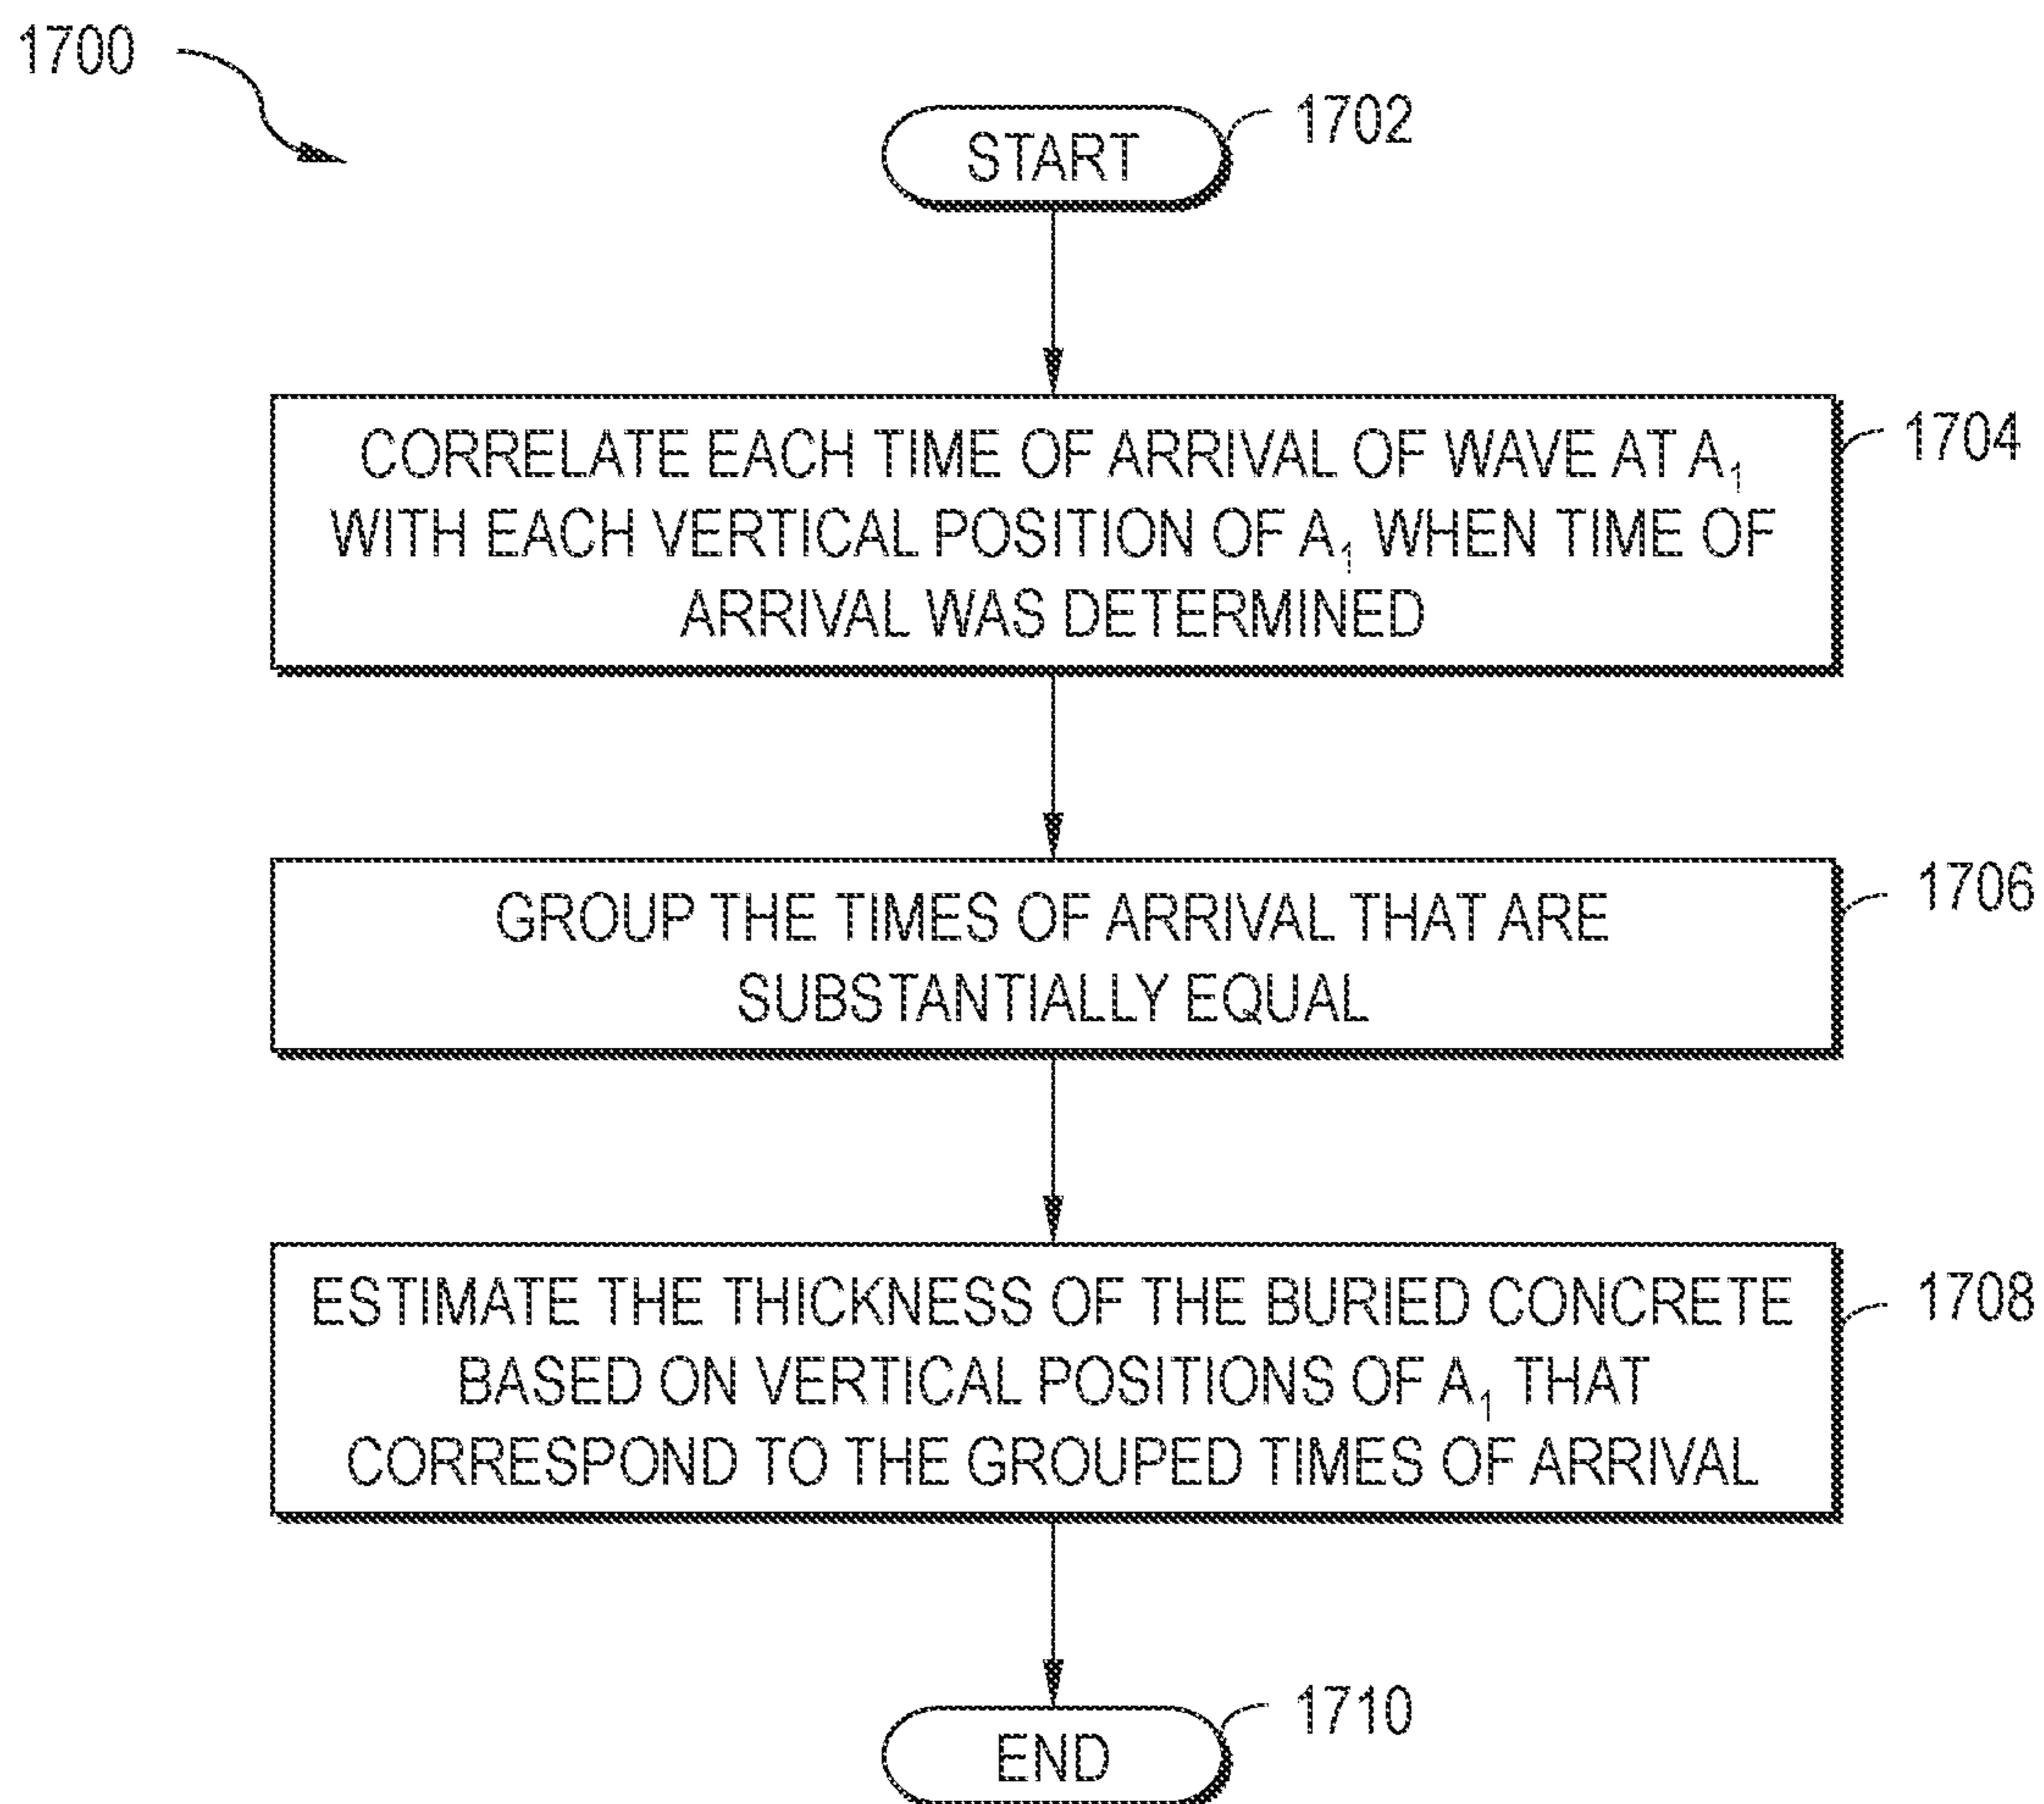 1700
START
1702
CORRELATE EACH TIME OF ARRIVAL OF WAVE AT A₁
WITH EACH VERTICAL POSITION OF A₁ WHEN TIME OF
ARRIVAL WAS DETERMINED
1704
GROUP THE TIMES OF ARRIVAL THAT ARE
SUBSTANTIALLY EQUAL
1706
ESTIMATE THE THICKNESS OF THE BURIED CONCRETE
BASED ON VERTICAL POSITIONS OF A₁ THAT
CORRESPOND TO THE GROUPED TIMES OF ARRIVAL
1708
END
1710